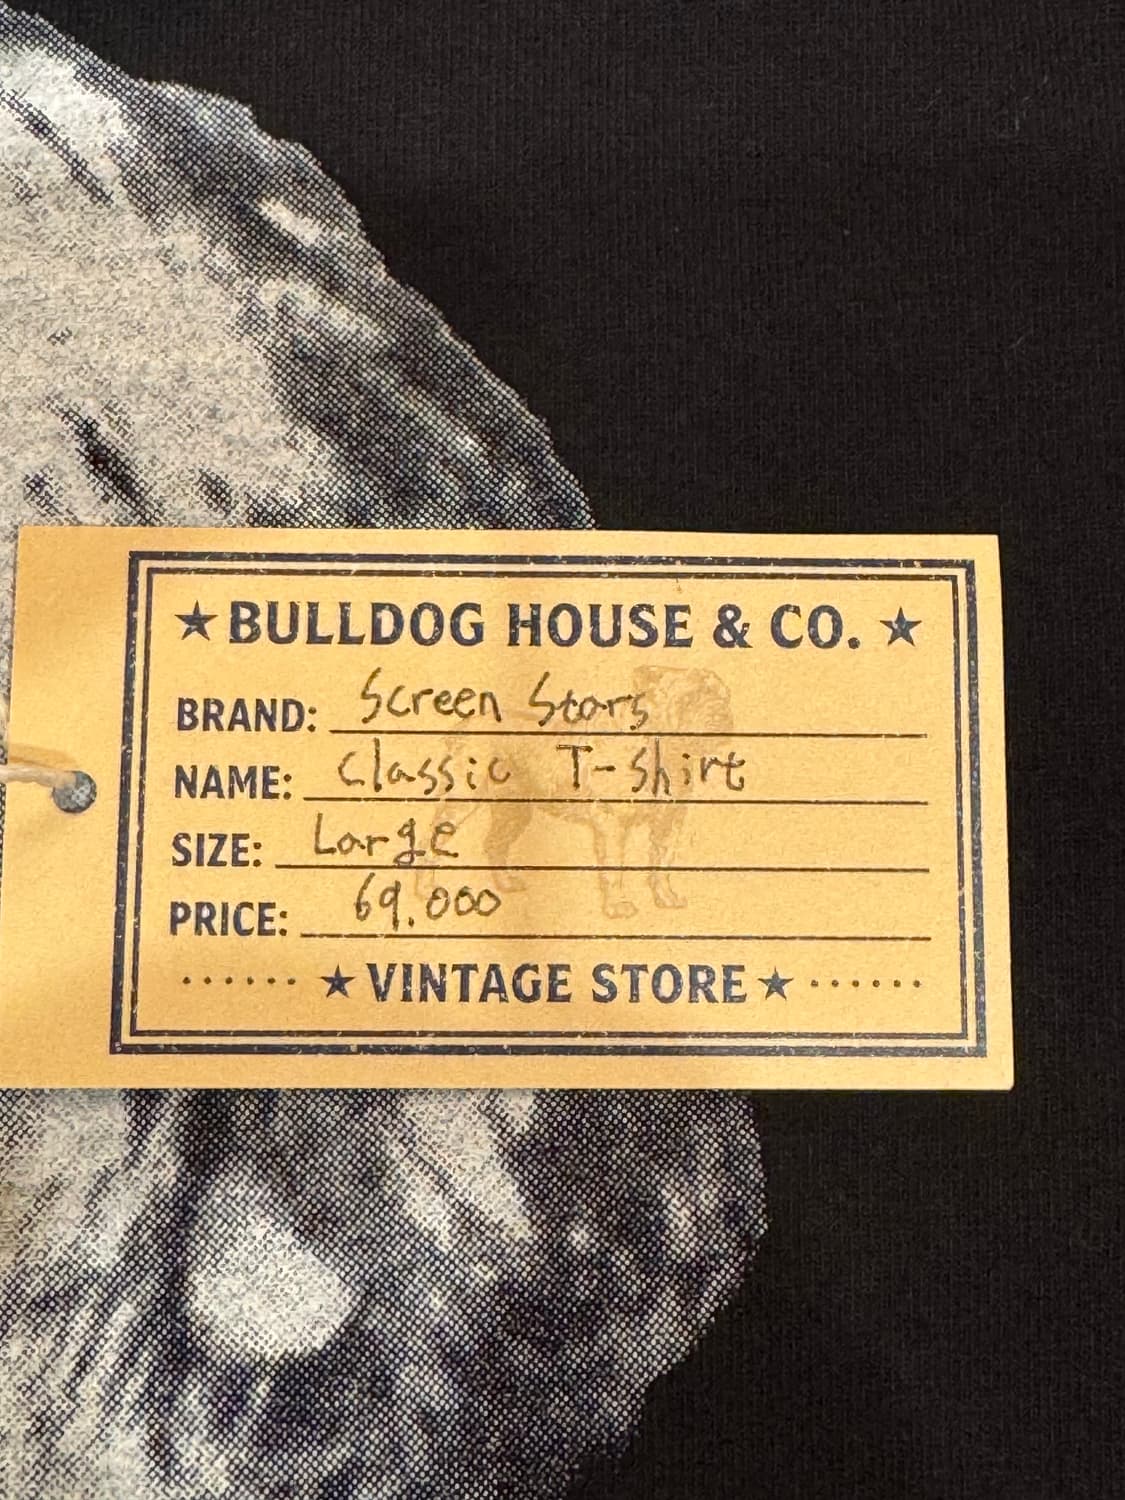 ★ BULLDOG HOUSE & CO. ★
BRAND: Screen Stars
NAME: Classic T-Shirt
SIZE: Large
PRICE: 69.000
...... ★ VINTAGE STORE ★ ......